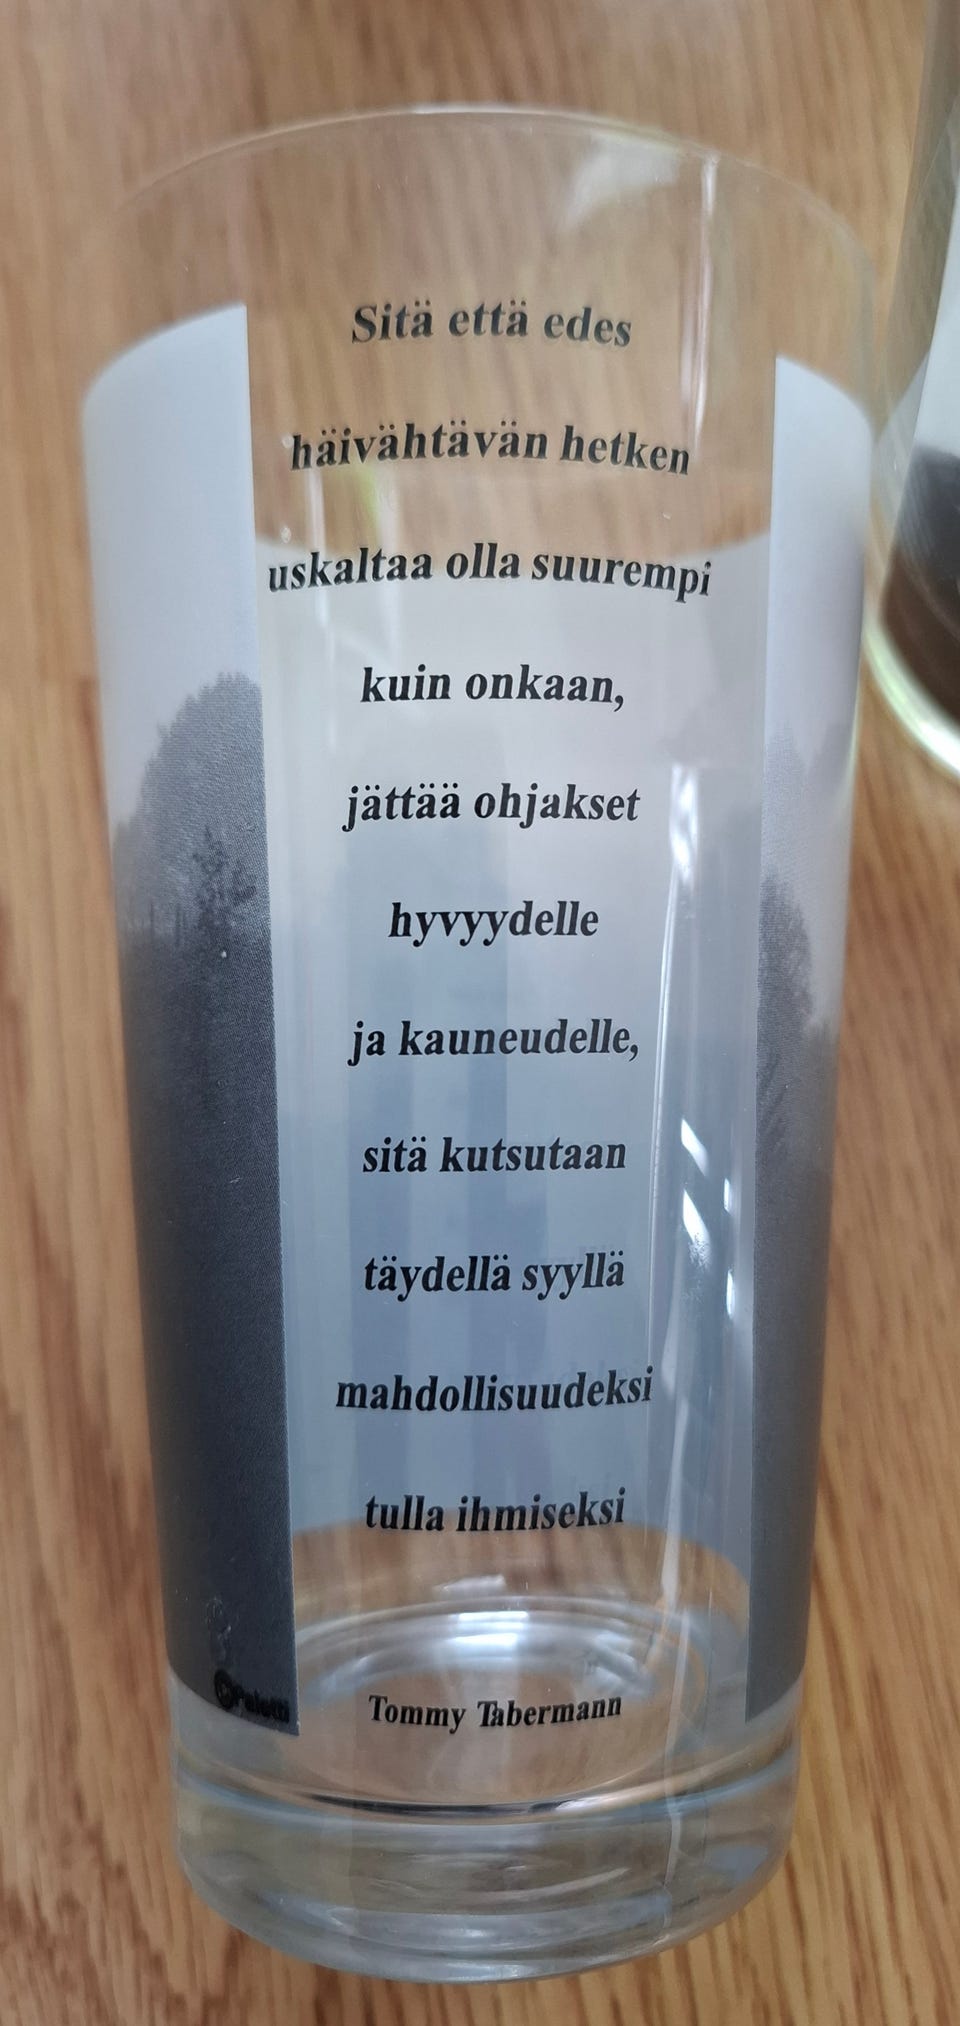 Sitä että edes
häivähtävän hetken
uskaltaa olla suurempi
kuin onkaan,
jättää ohjakset
hyvyydelle
ja kauneudelle,
sitä kutsutaan
täydellä syyllä
mahdollisuudeksi
tulla ihmiseksi
Tommy Tabermann
Paletti